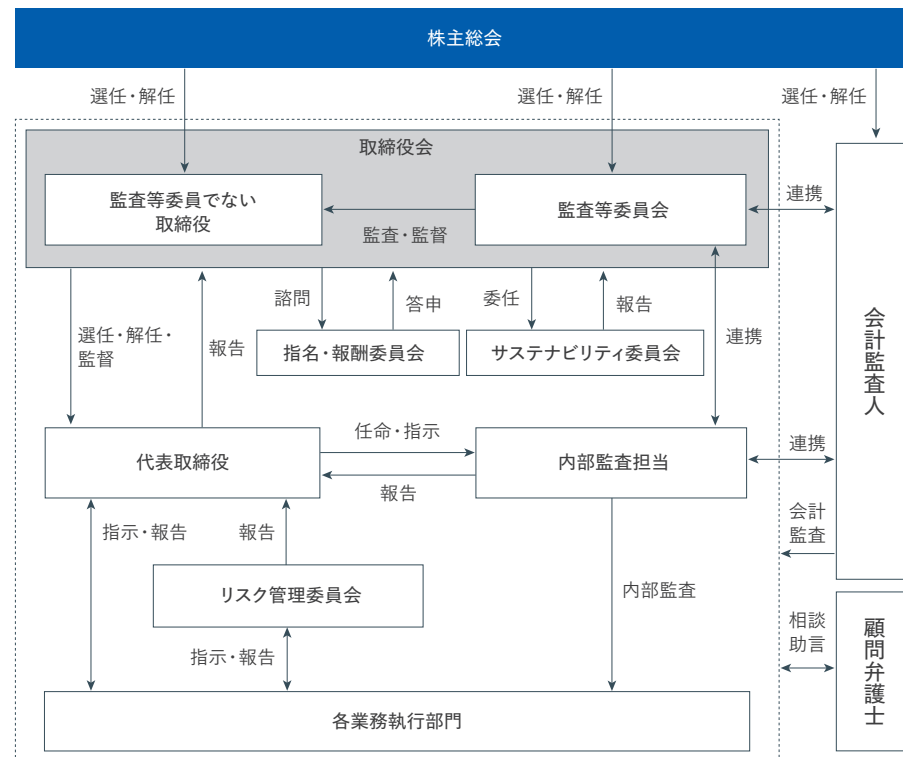 株主総会
選任・解任
選任・解任
選任・解任
取締役会
監査等委員でない
取締役
監査等委員会
監査・監督
連携
諮問
答申
委任
報告
選任・解任・
監督
報告
指名・報酬委員会
サステナビリティ委員会
連携
会計監査人
代表取締役
任命・指示
報告
内部監査担当
連携
指示・報告
報告
会計
監査
リスク管理委員会
内部監査
指示・報告
相談
助言
顧問弁護士
各業務執行部門